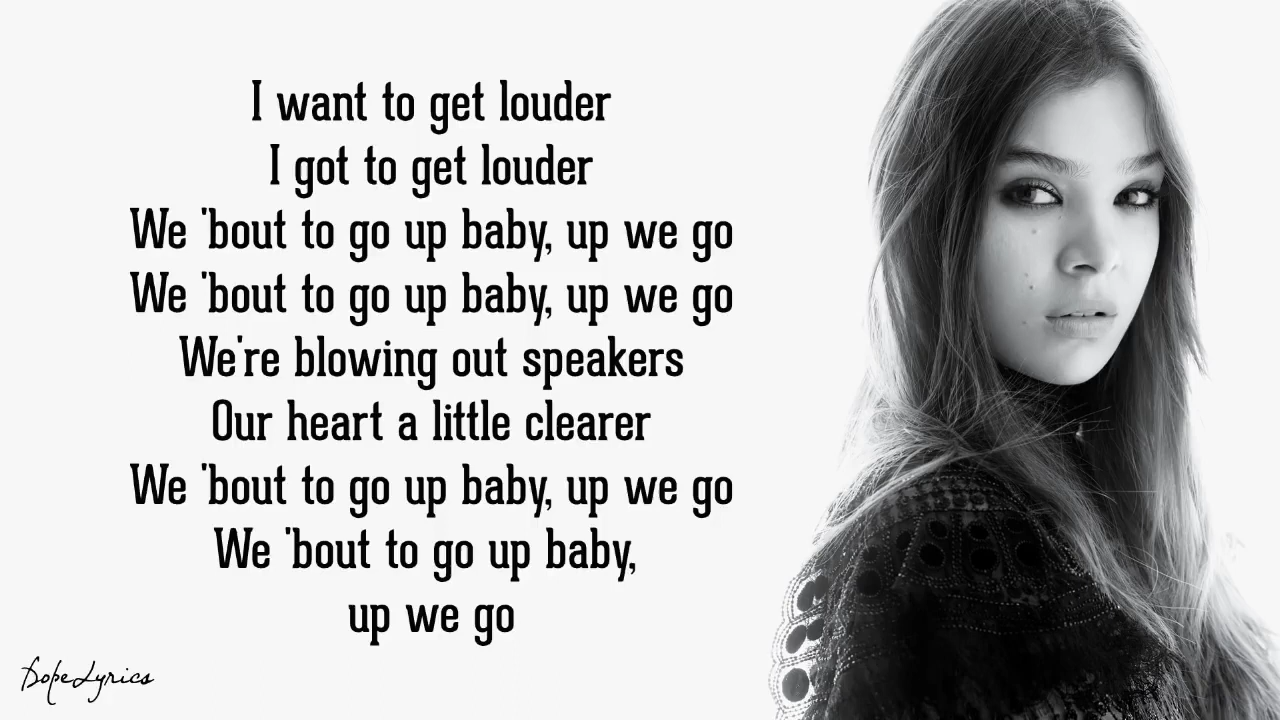 I want to get louder
I got to get louder
We 'bout to go up baby, up we go
We 'bout to go up baby, up we go
We're blowing out speakers
Our heart a little clearer
We 'bout to go up baby, up we go
We 'bout to go up baby,
up we go
DopeLyrics